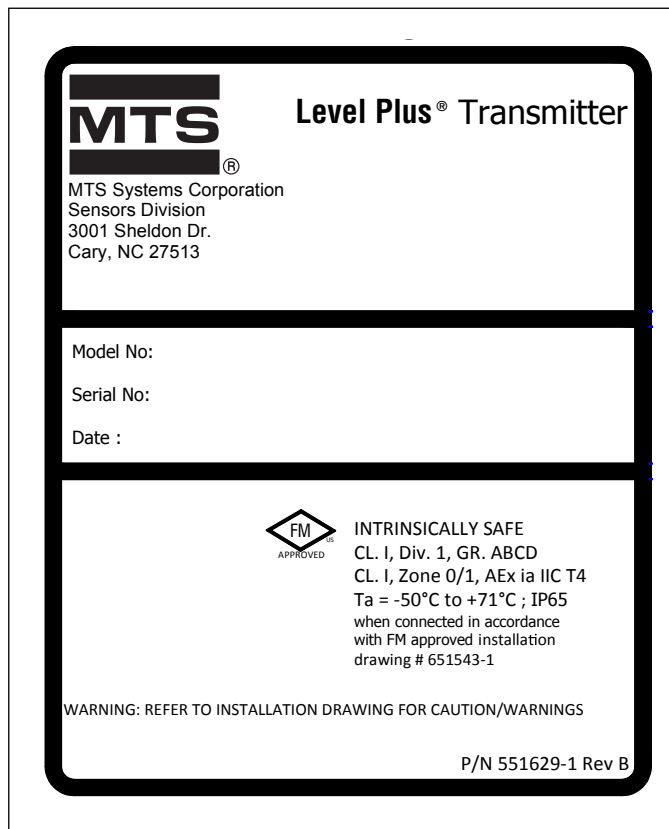 MTS
®
Level Plus® Transmitter
MTS Systems Corporation
Sensors Division
3001 Sheldon Dr.
Cary, NC 27513
Model No:
Serial No:
Date :
FM
us
APPROVED
INTRINSICALLY SAFE
CL. I, Div. 1, GR. ABCD
CL. I, Zone 0/1, AEx ia IIC T4
Ta = -50°C to +71°C ; IP65
when connected in accordance
with FM approved installation
drawing # 651543-1
WARNING: REFER TO INSTALLATION DRAWING FOR CAUTION/WARNINGS
P/N 551629-1 Rev B